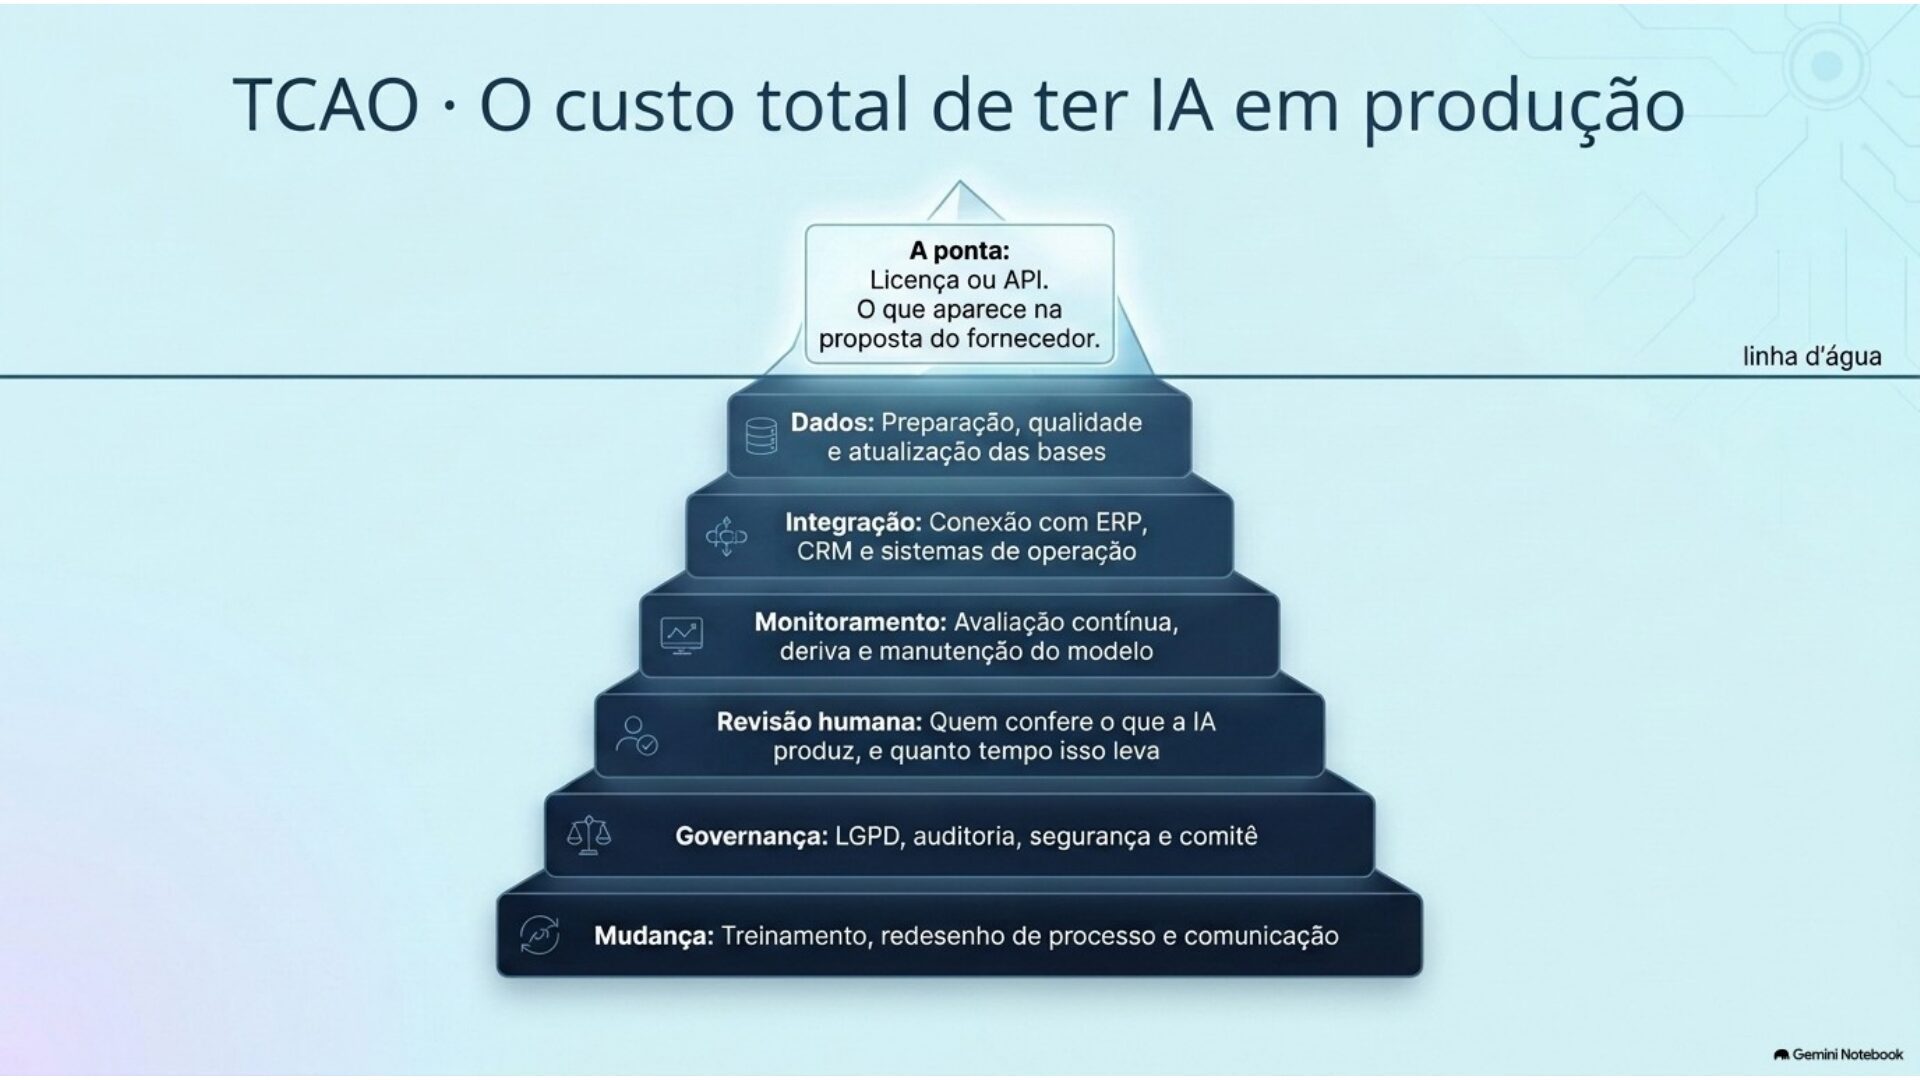 TCAO · O custo total de ter IA em produção
A ponta:
Licença ou API.
O que aparece na
proposta do fornecedor.
linha d'água
Dados: Preparação, qualidade
e atualização das bases
Integração: Conexão com ERP,
CRM e sistemas de operação
Monitoramento: Avaliação contínua,
deriva e manutenção do modelo
Revisão humana: Quem confere o que a IA
produz, e quanto tempo isso leva
Governança: LGPD, auditoria, segurança e comitê
Mudança: Treinamento, redesenho de processo e comunicação
Gemini Notebook